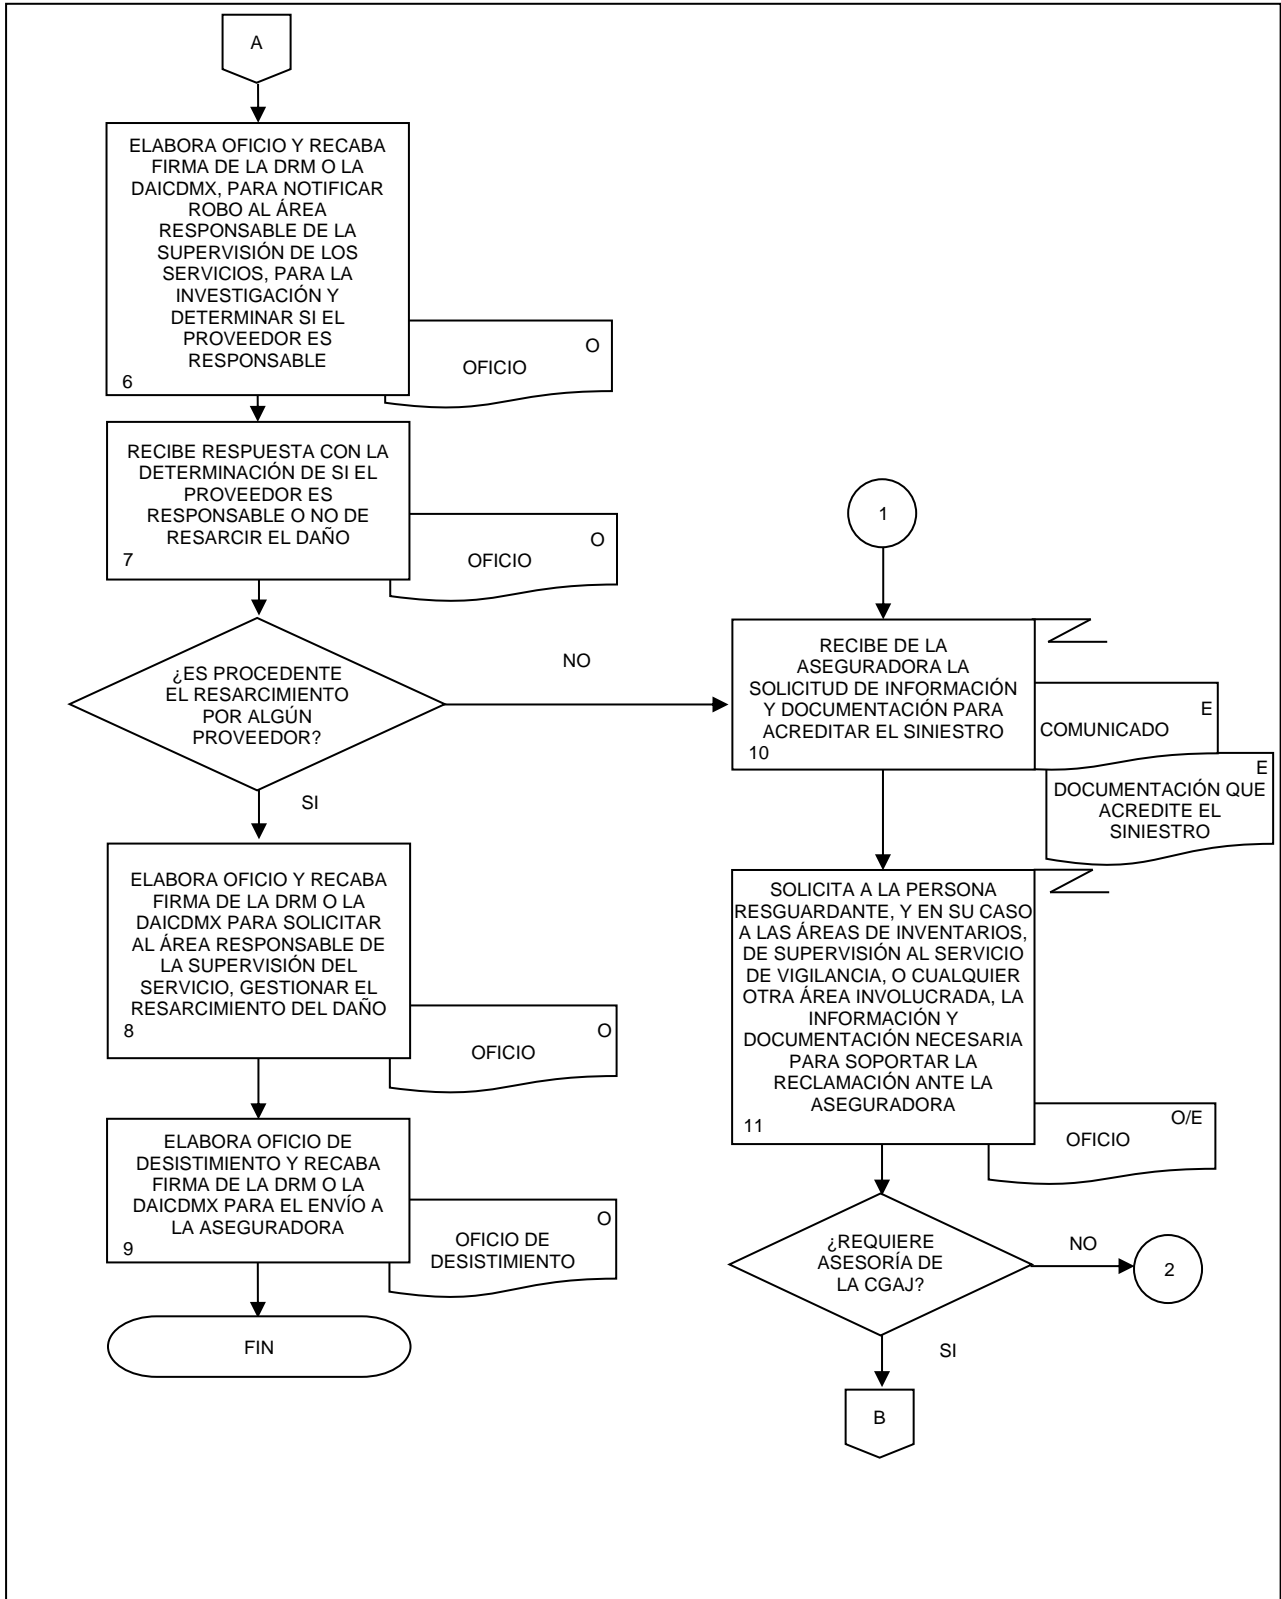 A
ELABORA OFICIO Y RECABA
FIRMA DE LA DRM O LA
DAICDMX, PARA NOTIFICAR
ROBO AL ÁREA
RESPONSABLE DE LA
SUPERVISIÓN DE LOS
SERVICIOS, PARA LA
INVESTIGACIÓN Y
DETERMINAR SI EL
PROVEEDOR ES
RESPONSABLE
6
O
OFICIO
RECIBE RESPUESTA CON LA
DETERMINACIÓN DE SI EL
PROVEEDOR ES
RESPONSABLE O NO DE
RESARCIR EL DAÑO
7
O
OFICIO
¿ES PROCEDENTE
EL RESARCIMIENTO
POR ALGÚN
PROVEEDOR?
NO
SI
ELABORA OFICIO Y RECABA
FIRMA DE LA DRM O LA
DAICDMX PARA SOLICITAR
AL ÁREA RESPONSABLE DE
LA SUPERVISIÓN DEL
SERVICIO, GESTIONAR EL
RESARCIMIENTO DEL DAÑO
8
O
OFICIO
ELABORA OFICIO DE
DESISTIMIENTO Y RECABA
FIRMA DE LA DRM O LA
DAICDMX PARA EL ENVÍO A
LA ASEGURADORA
9
O
OFICIO DE
DESISTIMIENTO
FIN
1
RECIBE DE LA
ASEGURADORA LA
SOLICITUD DE INFORMACIÓN
Y DOCUMENTACIÓN PARA
ACREDITAR EL SINIESTRO
10
E
COMUNICADO
E
DOCUMENTACIÓN QUE
ACREDITE EL
SINIESTRO
SOLICITA A LA PERSONA
RESGUARDANTE, Y EN SU CASO
A LAS ÁREAS DE INVENTARIOS,
DE SUPERVISIÓN AL SERVICIO
DE VIGILANCIA, O CUALQUIER
OTRA ÁREA INVOLUCRADA, LA
INFORMACIÓN Y
DOCUMENTACIÓN NECESARIA
PARA SOPORTAR LA
RECLAMACIÓN ANTE LA
ASEGURADORA
11
O/E
OFICIO
¿REQUIERE
ASESORÍA DE
LA CGAJ?
NO
2
SI
B